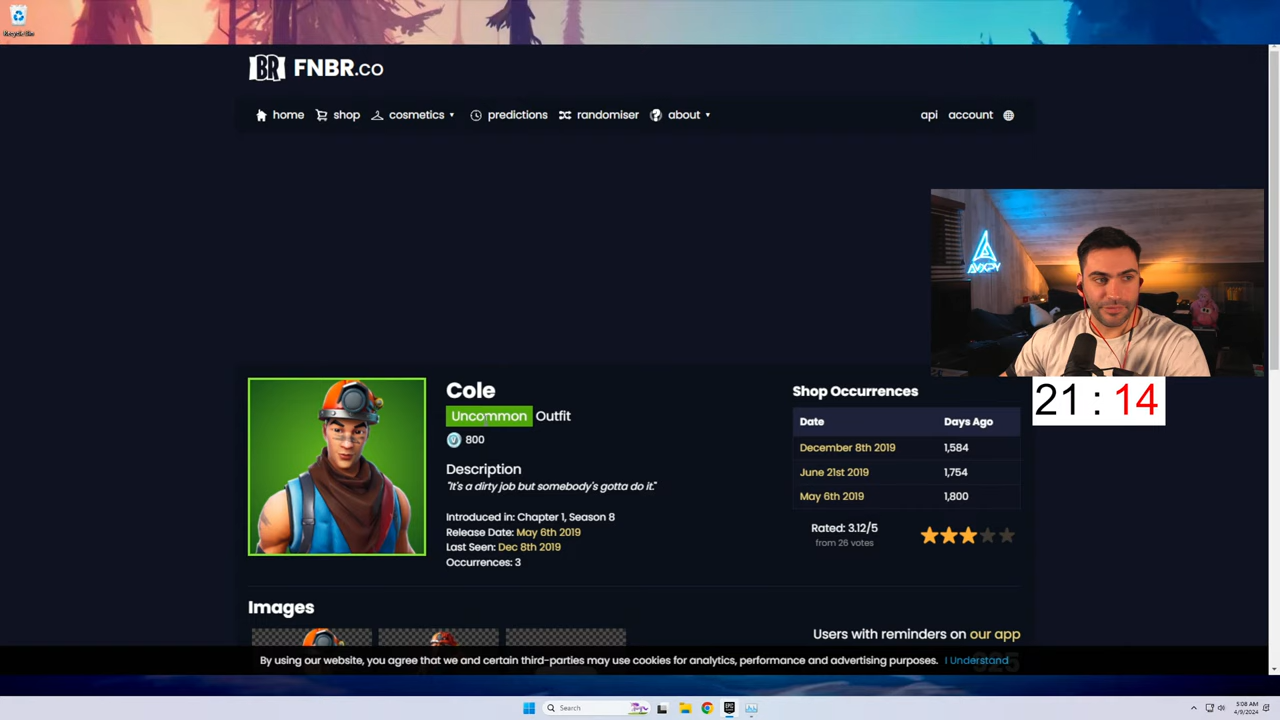 Recycle Bin
BR FNBR.co
home shop cosmetics ▾ predictions randomiser about ▾ api account
AVXPY
Cole
Uncommon Outfit
800
Description
"It's a dirty job but somebody's gotta do it."
Introduced in: Chapter 1, Season 8
Release Date: May 6th 2019
Last Seen: Dec 8th 2019
Occurrences: 3
Shop Occurrences
Date Days Ago
December 8th 2019 1,584
June 21st 2019 1,754
May 6th 2019 1,800
Rated: 3.12/5
from 26 votes
21 : 14
Images
Users with reminders on our app
By using our website, you agree that we and certain third-parties may use cookies for analytics, performance and advertising purposes. I Understand
Search
EPIC
5:08 AM
4/9/2024